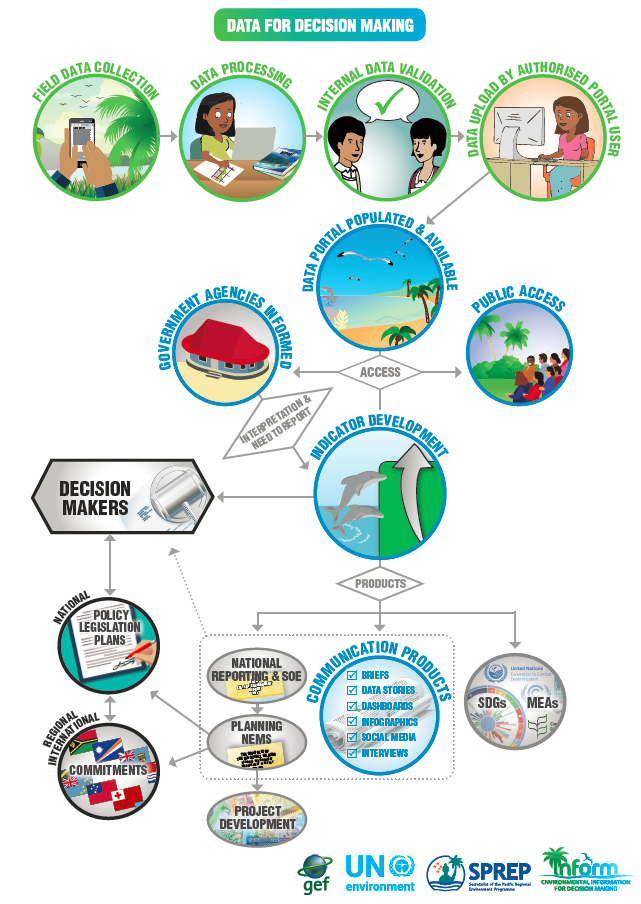 DATA FOR DECISION MAKING
FIELD DATA COLLECTION
DATA PROCESSING
INTERNAL DATA VALIDATION
DATA UPLOAD BY AUTHORISED PORTAL USER
DATA PORTAL POPULATED & AVAILABLE
GOVERNMENT AGENCIES INFORMED
PUBLIC ACCESS
ACCESS
INTERPRETATION &
NEED TO REPORT
INDICATOR DEVELOPMENT
DECISION
MAKERS
PRODUCTS
NATIONAL
POLICY
LEGISLATION
PLANS
NATIONAL
REPORTING & SOE
COMMUNICATION PRODUCTS
BRIEFS
DATA STORIES
DASHBOARDS
INFOGRAPHICS
SOCIAL MEDIA
INTERVIEWS
United Nations
Convention to Combat
Desertification
SDGs
MEAs
REGIONAL
INTERNATIONAL
COMMITMENTS
PLANNING
NEMS
PROJECT
DEVELOPMENT
gef
UN
environment
SPREP
Secretariat of the Pacific Regional
Environment Programme
Inform
ENVIRONMENTAL INFORMATION
FOR DECISION MAKING